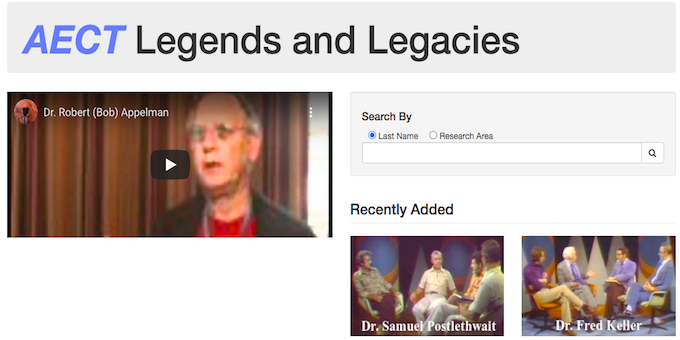 AECT Legends and Legacies
Dr. Robert (Bob) Appelman
Search By
Last Name Research Area
Recently Added
Dr. Samuel Postlethwait
Dr. Fred Keller